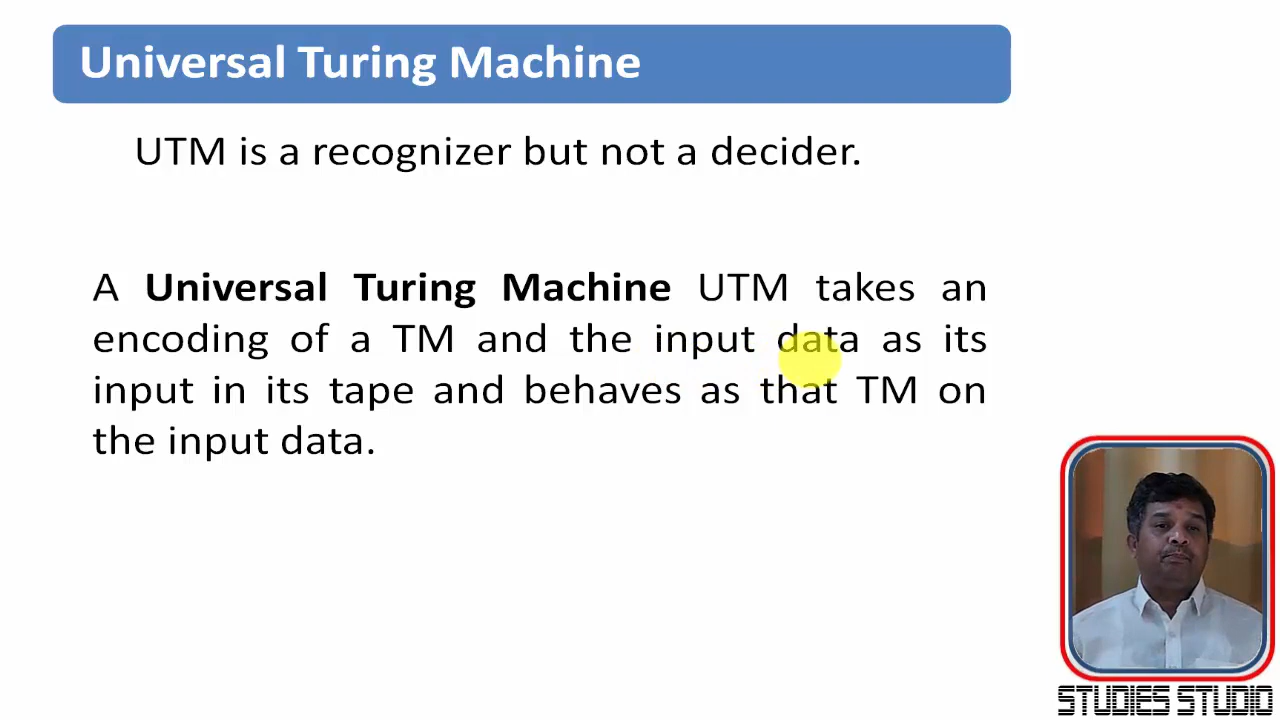 Universal Turing Machine
UTM is a recognizer but not a decider.
A Universal Turing Machine UTM takes an
encoding of a TM and the input data as its
input in its tape and behaves as that TM on
the input data.
STUDIES STUDIO